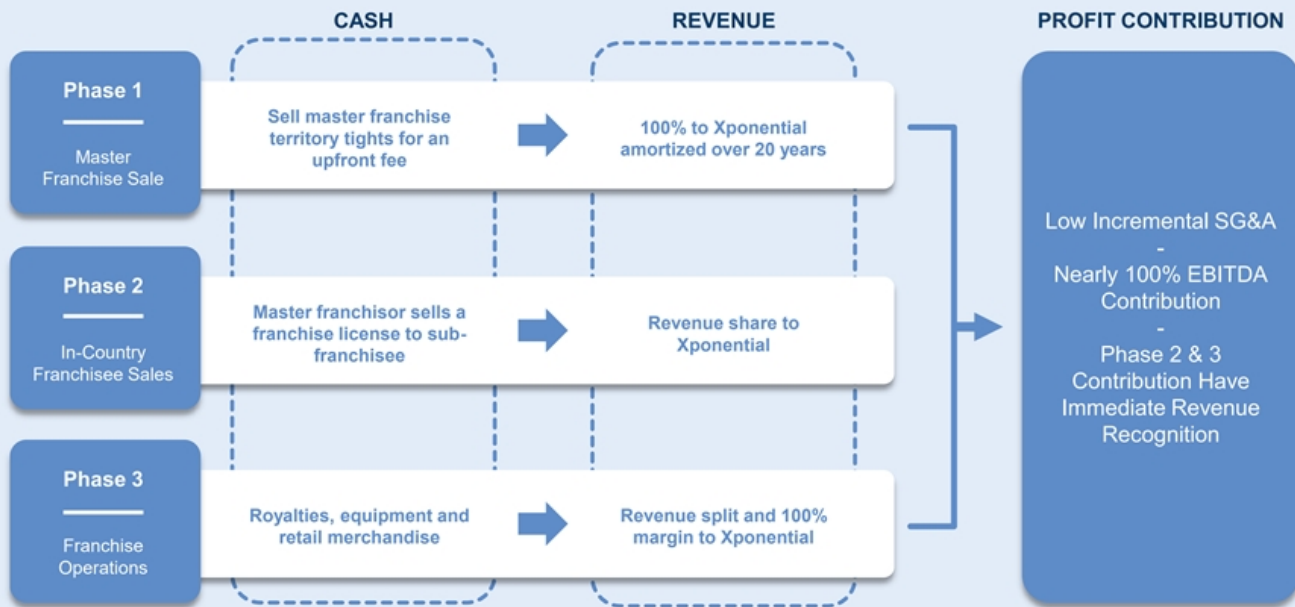 CASH
REVENUE
PROFIT CONTRIBUTION
Phase 1
Master
Franchise Sale
Sell master franchise
territory tights for an
upfront fee
100% to Xponential
amortized over 20 years
Phase 2
In-Country
Franchisee Sales
Master franchisor sells a
franchise license to sub-
franchisee
Revenue share to
Xponential
Phase 3
Franchise
Operations
Royalties, equipment and
retail merchandise
Revenue split and 100%
margin to Xponential
Low Incremental SG&A
-
Nearly 100% EBITDA
Contribution
-
Phase 2 & 3
Contribution Have
Immediate Revenue
Recognition